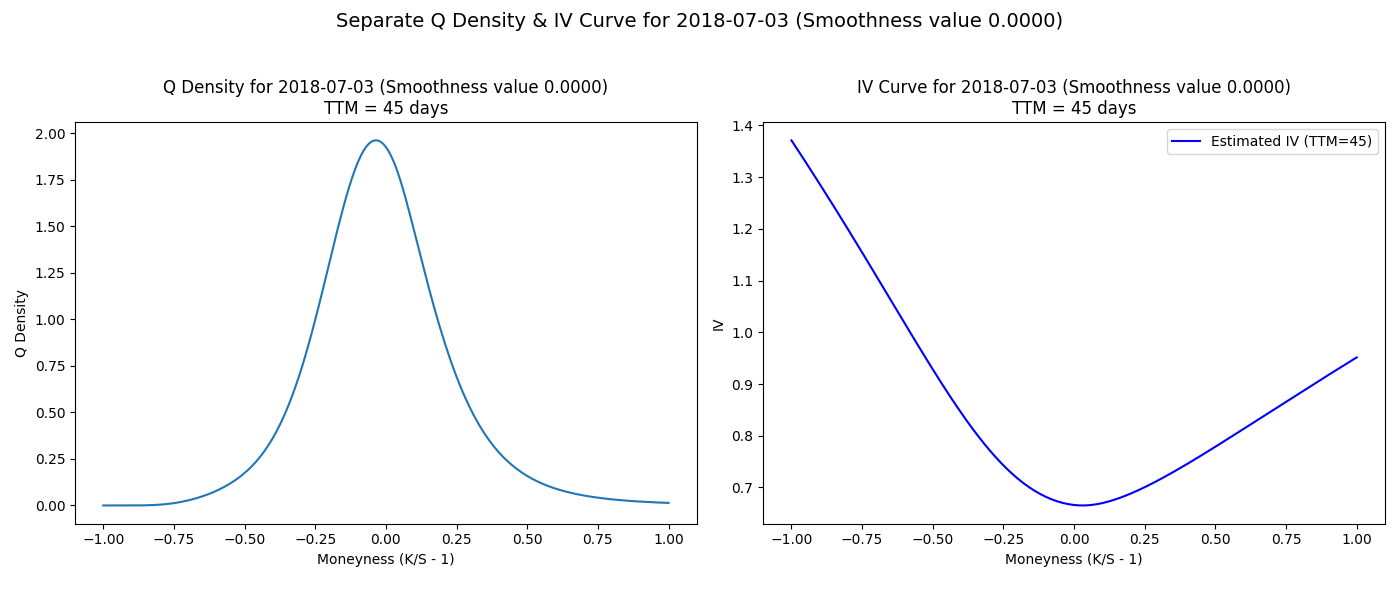 Separate Q Density & IV Curve for 2018-07-03 (Smoothness value 0.0000)
Q Density for 2018-07-03 (Smoothness value 0.0000)
TTM = 45 days
2.00
1.75
1.50
1.25
1.00
0.75
0.50
0.25
0.00
Q Density
−1.00 −0.75 −0.50 −0.25 0.00 0.25 0.50 0.75 1.00
Moneyness (K/S - 1)
IV Curve for 2018-07-03 (Smoothness value 0.0000)
TTM = 45 days
Estimated IV (TTM=45)
1.4
1.3
1.2
1.1
1.0
0.9
0.8
0.7
IV
−1.00 −0.75 −0.50 −0.25 0.00 0.25 0.50 0.75 1.00
Moneyness (K/S - 1)